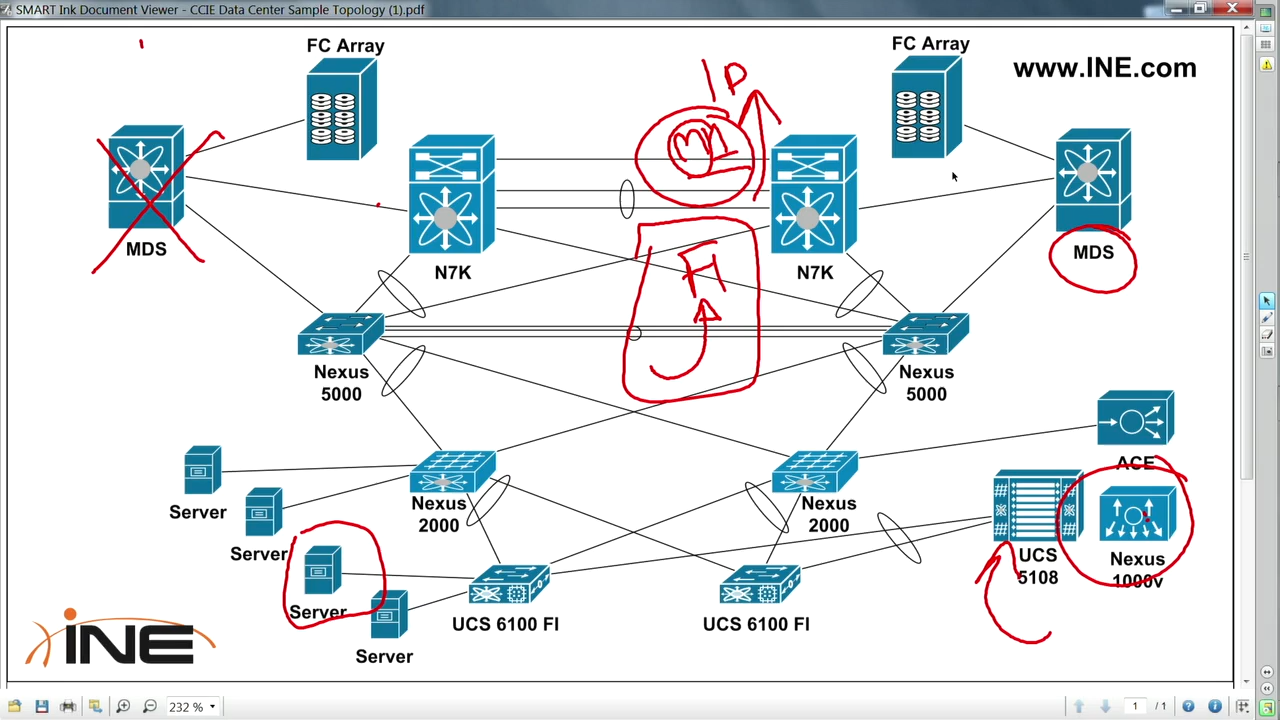 SMART Ink Document Viewer - CCIE Data Center Sample Topology (1).pdf
FC Array
FC Array
www.INE.com
IP
MDS
N7K
N7K
MDS
FI
Nexus
5000
Nexus
5000
ACE
Server
Nexus
2000
Nexus
2000
Server
UCS
5108
Nexus
1000v
Server
UCS 6100 FI
UCS 6100 FI
Server
iNE
232 %
1 / 1